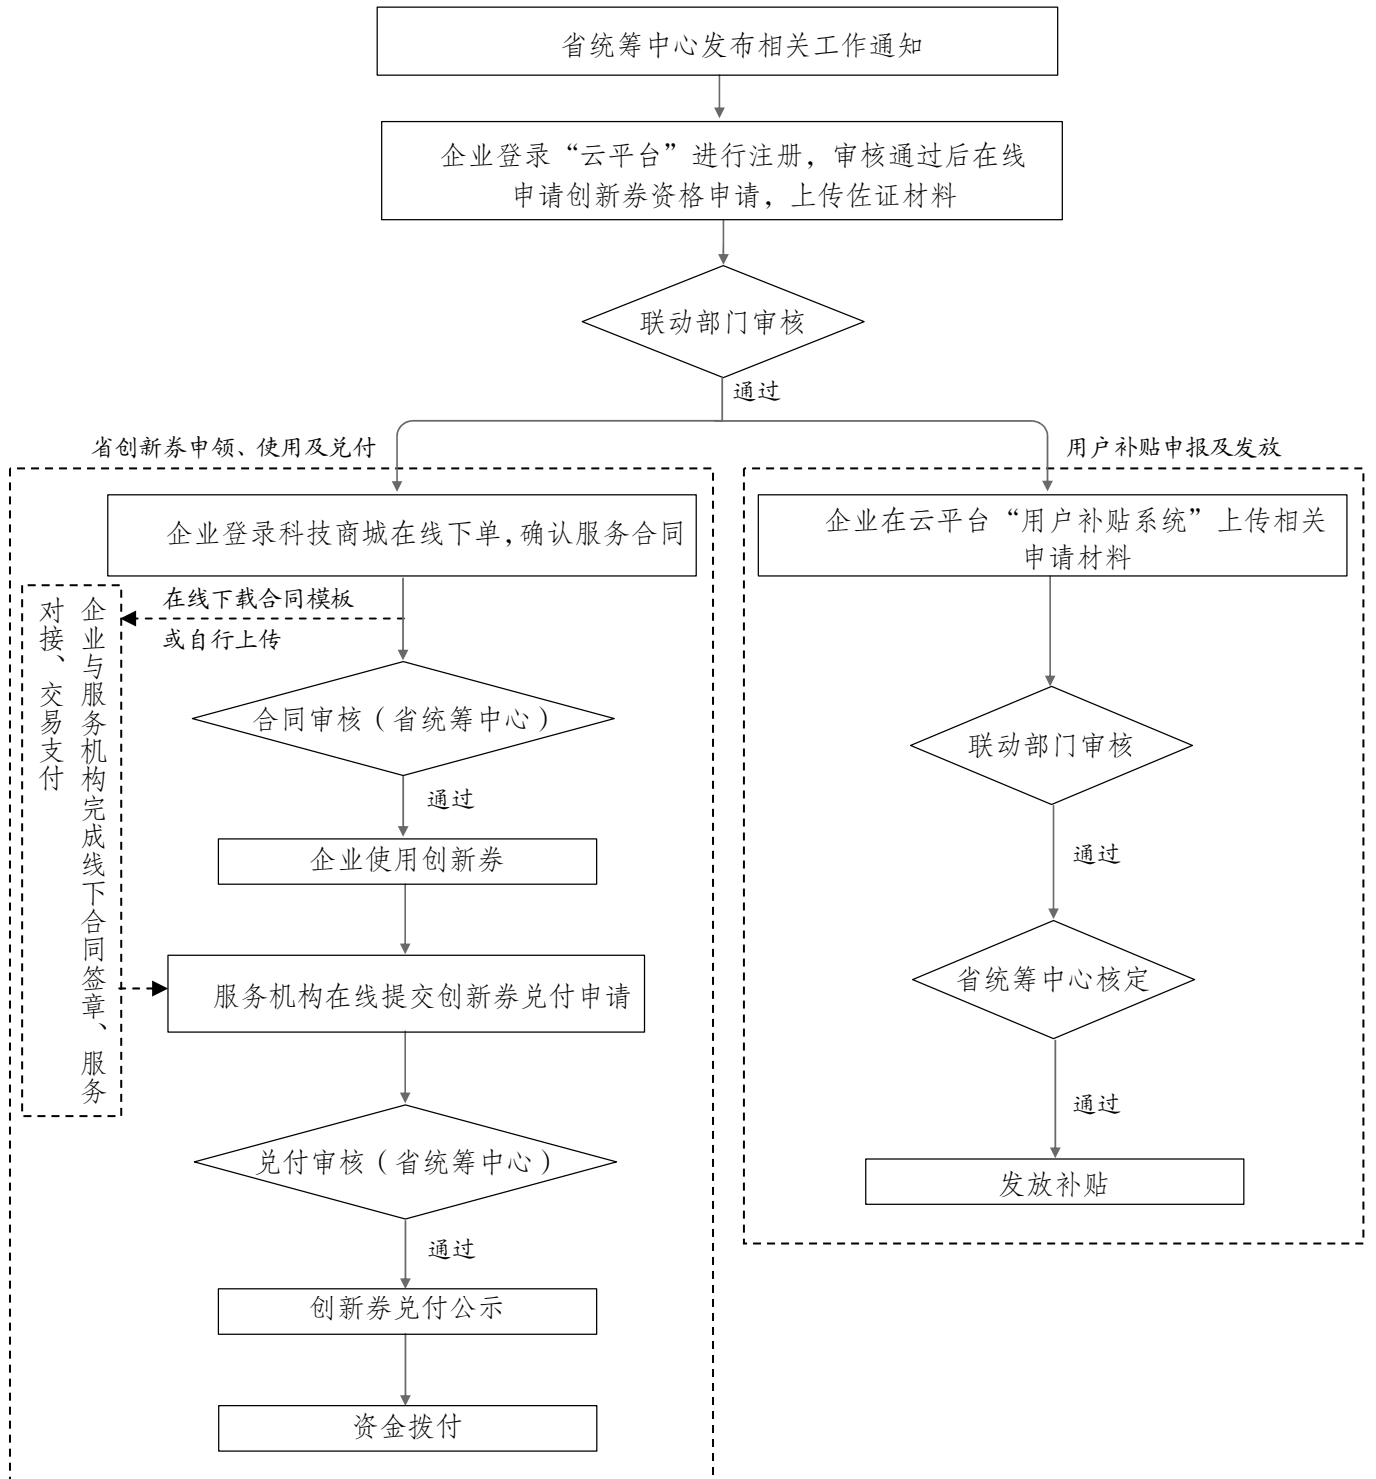 省统筹中心发布相关工作通知
企业登录“云平台”进行注册，审核通过后在线
申请创新券资格申请，上传佐证材料
联动部门审核
通过
省创新券申领、使用及兑付
企业登录科技商城在线下单，确认服务合同
在线下载合同模板
或自行上传
企业与服务机构完成线下合同签章、服务
对接、交易支付
合同审核（省统筹中心）
通过
企业使用创新券
服务机构在线提交创新券兑付申请
兑付审核（省统筹中心）
通过
创新券兑付公示
资金拨付
用户补贴申报及发放
企业在云平台“用户补贴系统”上传相关
申请材料
联动部门审核
通过
省统筹中心核定
通过
发放补贴